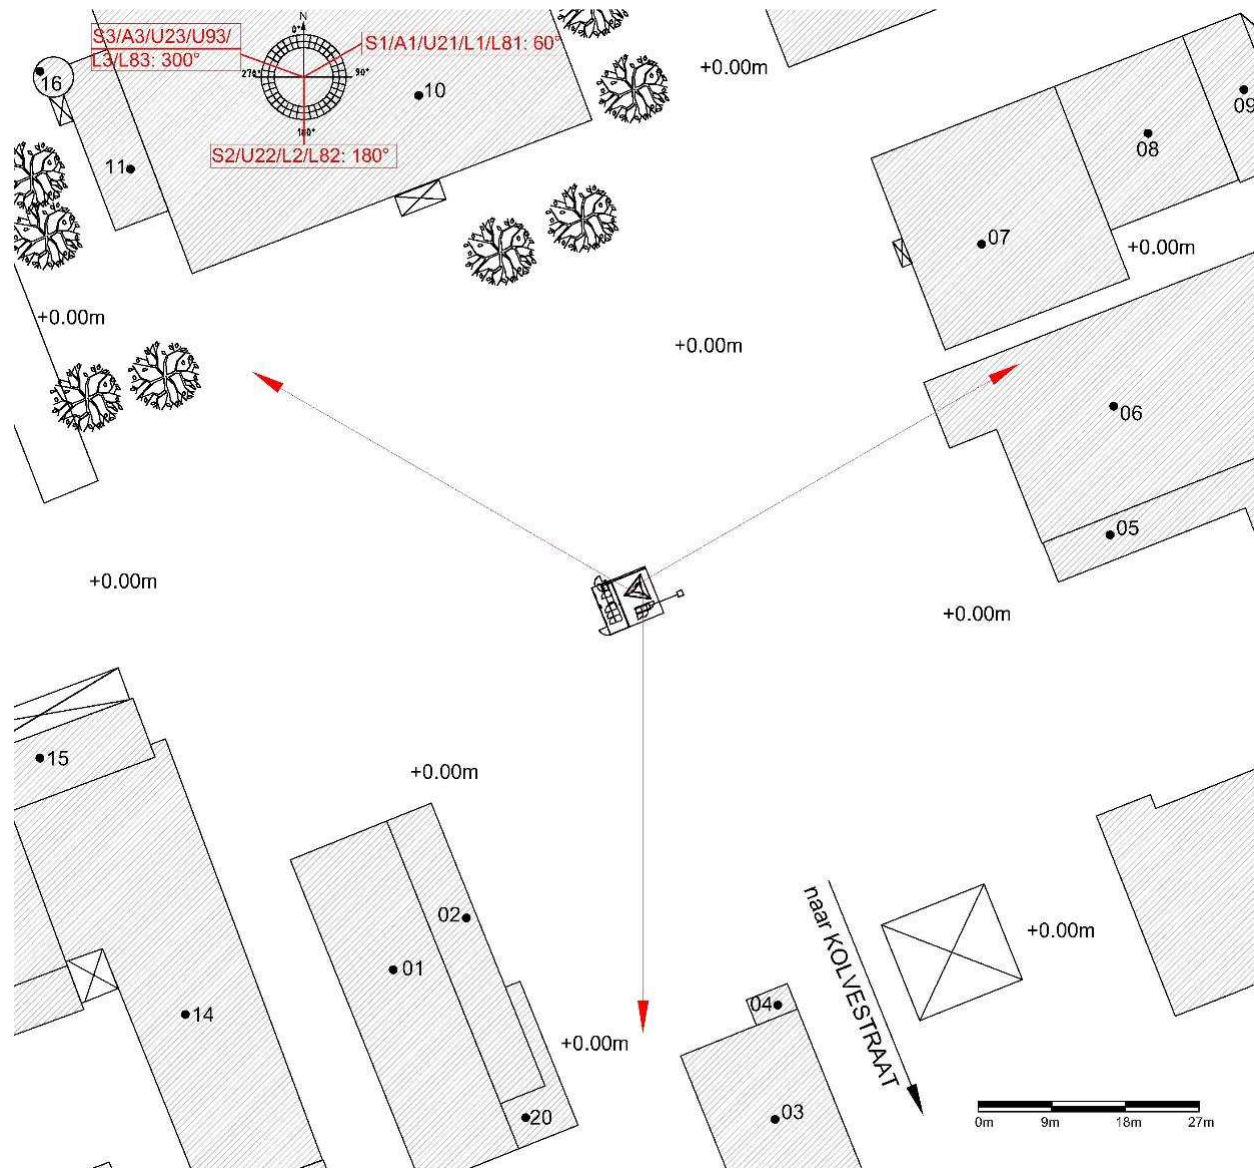 S3/A3/U23/U93/
L3/L83: 300°
N
0°
270°
90°
180°
S1/A1/U21/L1/L81: 60°
S2/U22/L2/L82: 180°
16
10
11
+0.00m
09
08
07
+0.00m
+0.00m
+0.00m
06
05
+0.00m
+0.00m
15
+0.00m
02
01
14
+0.00m
20
04
03
naar KOLVESTRAAT
+0.00m
0m
9m
18m
27m